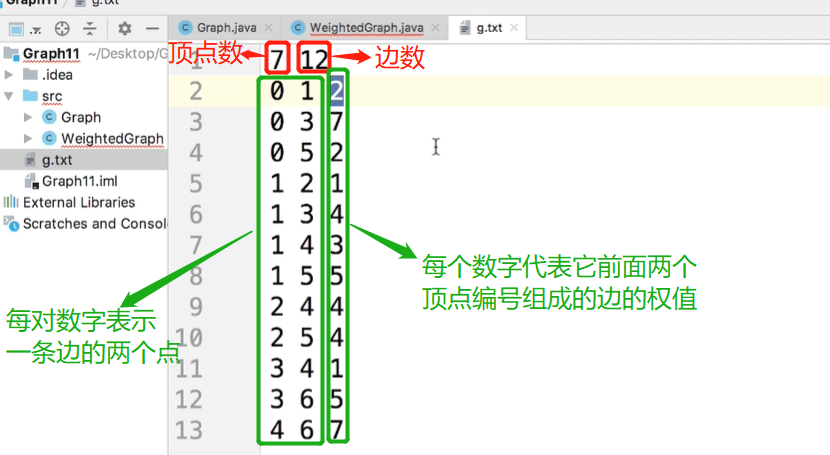 Graph11 g.txt
Graph.java WeightedGraph.java g.txt
Graph11 ~/Desktop/G
.idea
src
Graph
WeightedGraph
g.txt
Graph11.iml
External Libraries
Scratches and Consol
顶点数 边数
1 7 12
2 0 1 2
3 0 3 7
4 0 5 2
5 1 2 1
6 1 3 4
7 1 4 3
8 1 5 5
9 2 4 4
10 2 5 4
11 3 4 1
12 3 6 5
13 4 6 7
每对数字表示
一条边的两个点
每个数字代表它前面两个
顶点编号组成的边的权值